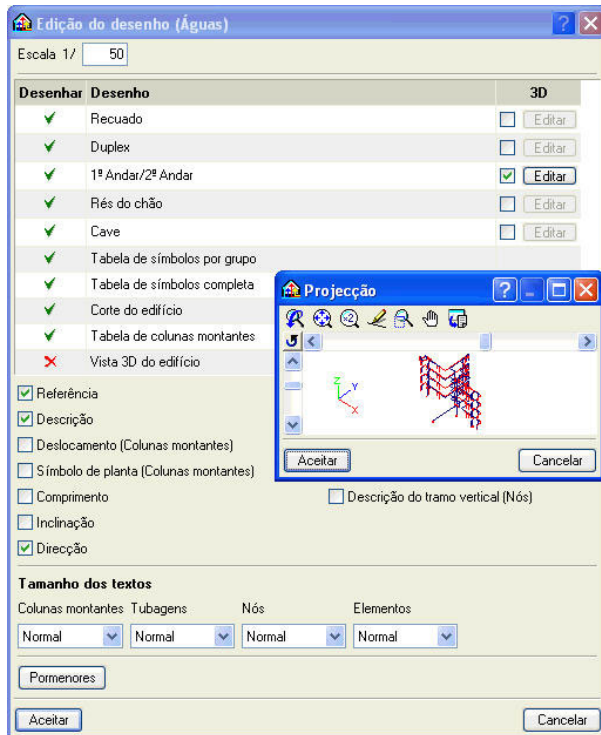 Edição do desenho (Águas)
Escala 1/ 50
Desenhar Desenho 3D
Recuado Editar
Duplex Editar
1º Andar/2º Andar Editar
Rés do chão Editar
Cave Editar
Tabela de símbolos por grupo
Tabela de símbolos completa
Corte do edifício
Tabela de colunas montantes
Vista 3D do edifício
Projecção
Z Y X
Aceitar Cancelar
Referência
Descrição
Deslocamento (Colunas montantes)
Símbolo de planta (Colunas montantes)
Comprimento Descrição do tramo vertical (Nós)
Inclinação
Direcção
Tamanho dos textos
Colunas montantes Tubagens Nós Elementos
Normal Normal Normal Normal
Pormenores
Aceitar Cancelar